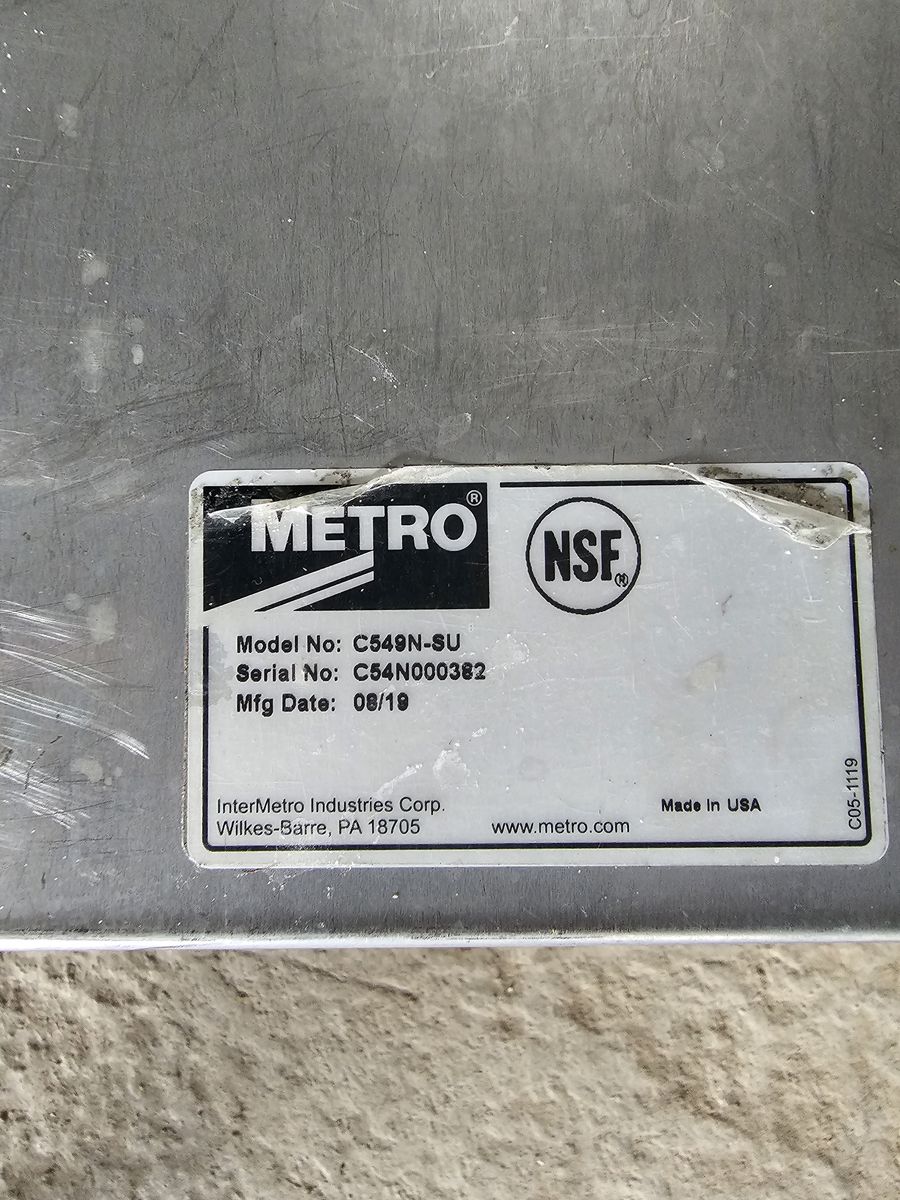 METRO®
NSF®
Model No: C549N-SU
Serial No: C54N000382
Mfg Date: 08/19
InterMetro Industries Corp.
Wilkes-Barre, PA 18705
www.metro.com
Made In USA
C05-1119